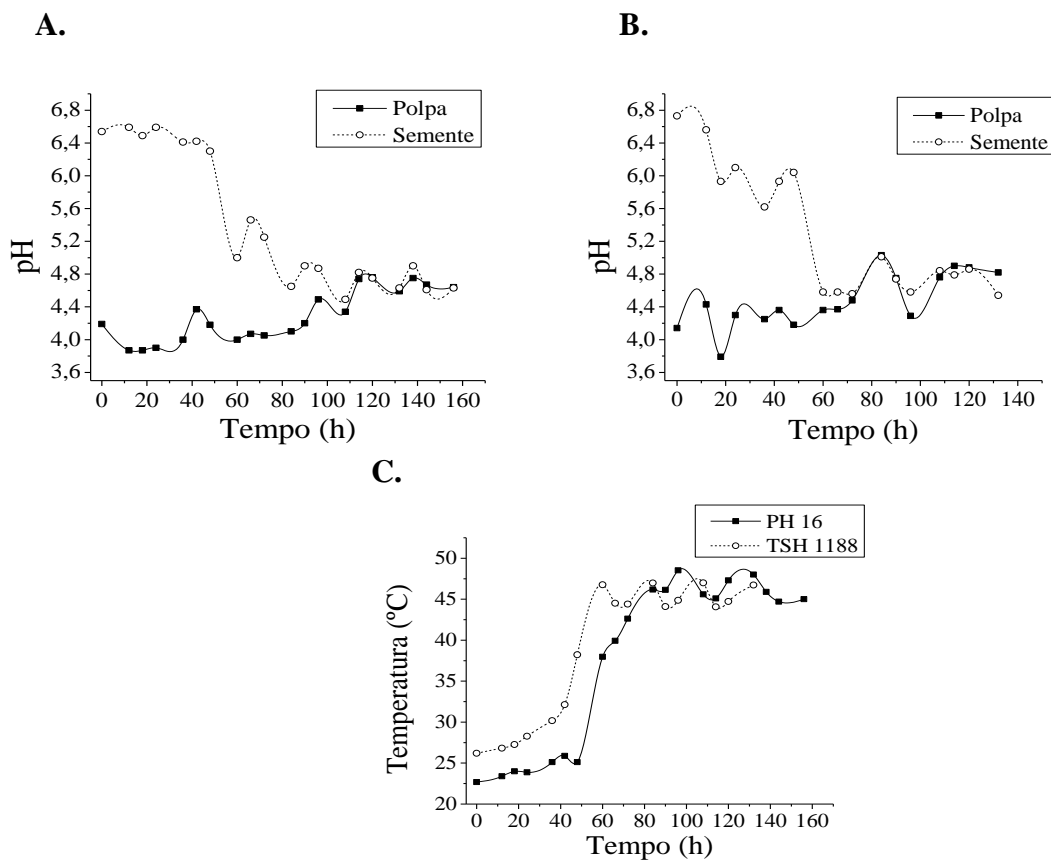 A.
B.
Polpa
Semente
6,8
6,4
6,0
5,6
5,2
4,8
4,4
4,0
3,6
pH
0 20 40 60 80 100 120 140 160
Tempo (h)
Polpa
Semente
6,8
6,4
6,0
5,6
5,2
4,8
4,4
4,0
3,6
pH
0 20 40 60 80 100 120 140
Tempo (h)
C.
PH 16
TSH 1188
50
45
40
35
30
25
20
Temperatura (ºC)
0 20 40 60 80 100 120 140 160
Tempo (h)